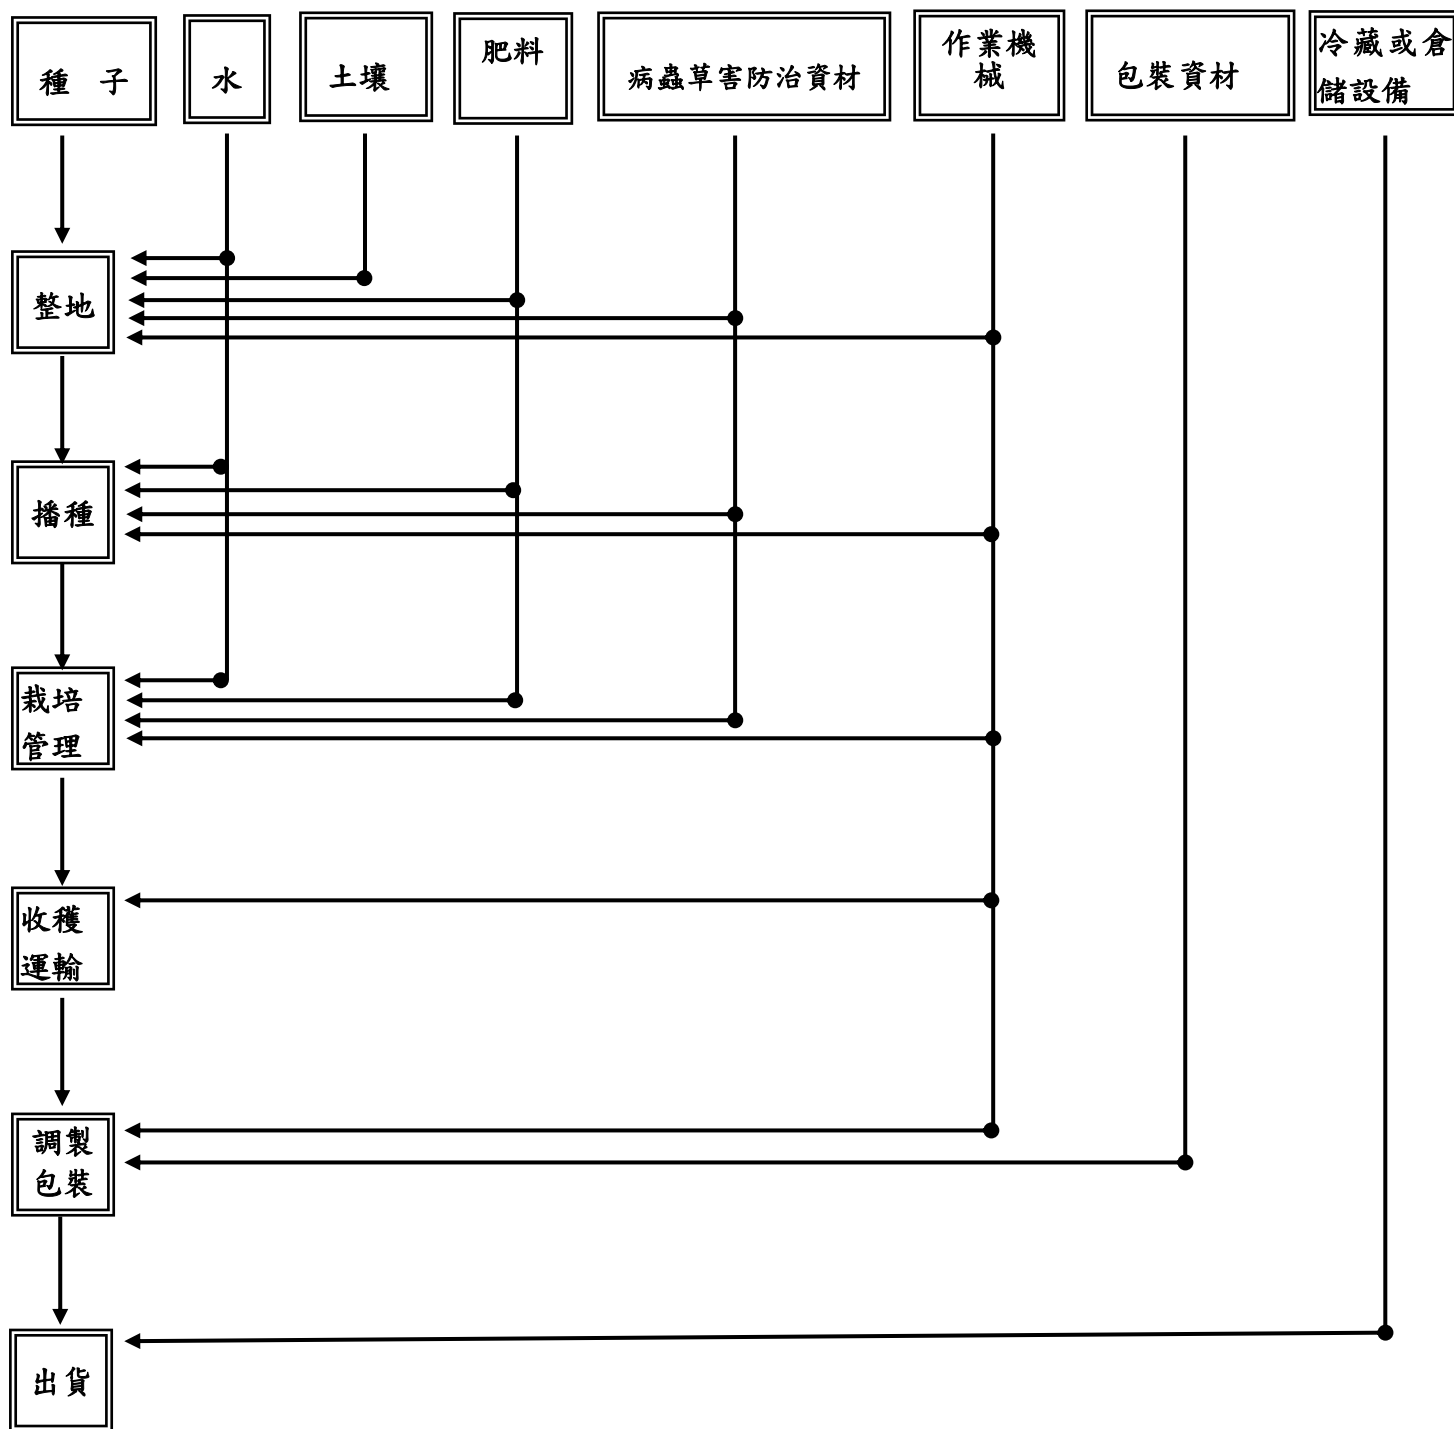 種　子
水
土壤
肥料
病蟲草害防治資材
作業機
械
包裝資材
冷藏或倉
儲設備
整地
播種
栽培
管理
收穫
運輸
調製
包裝
出貨